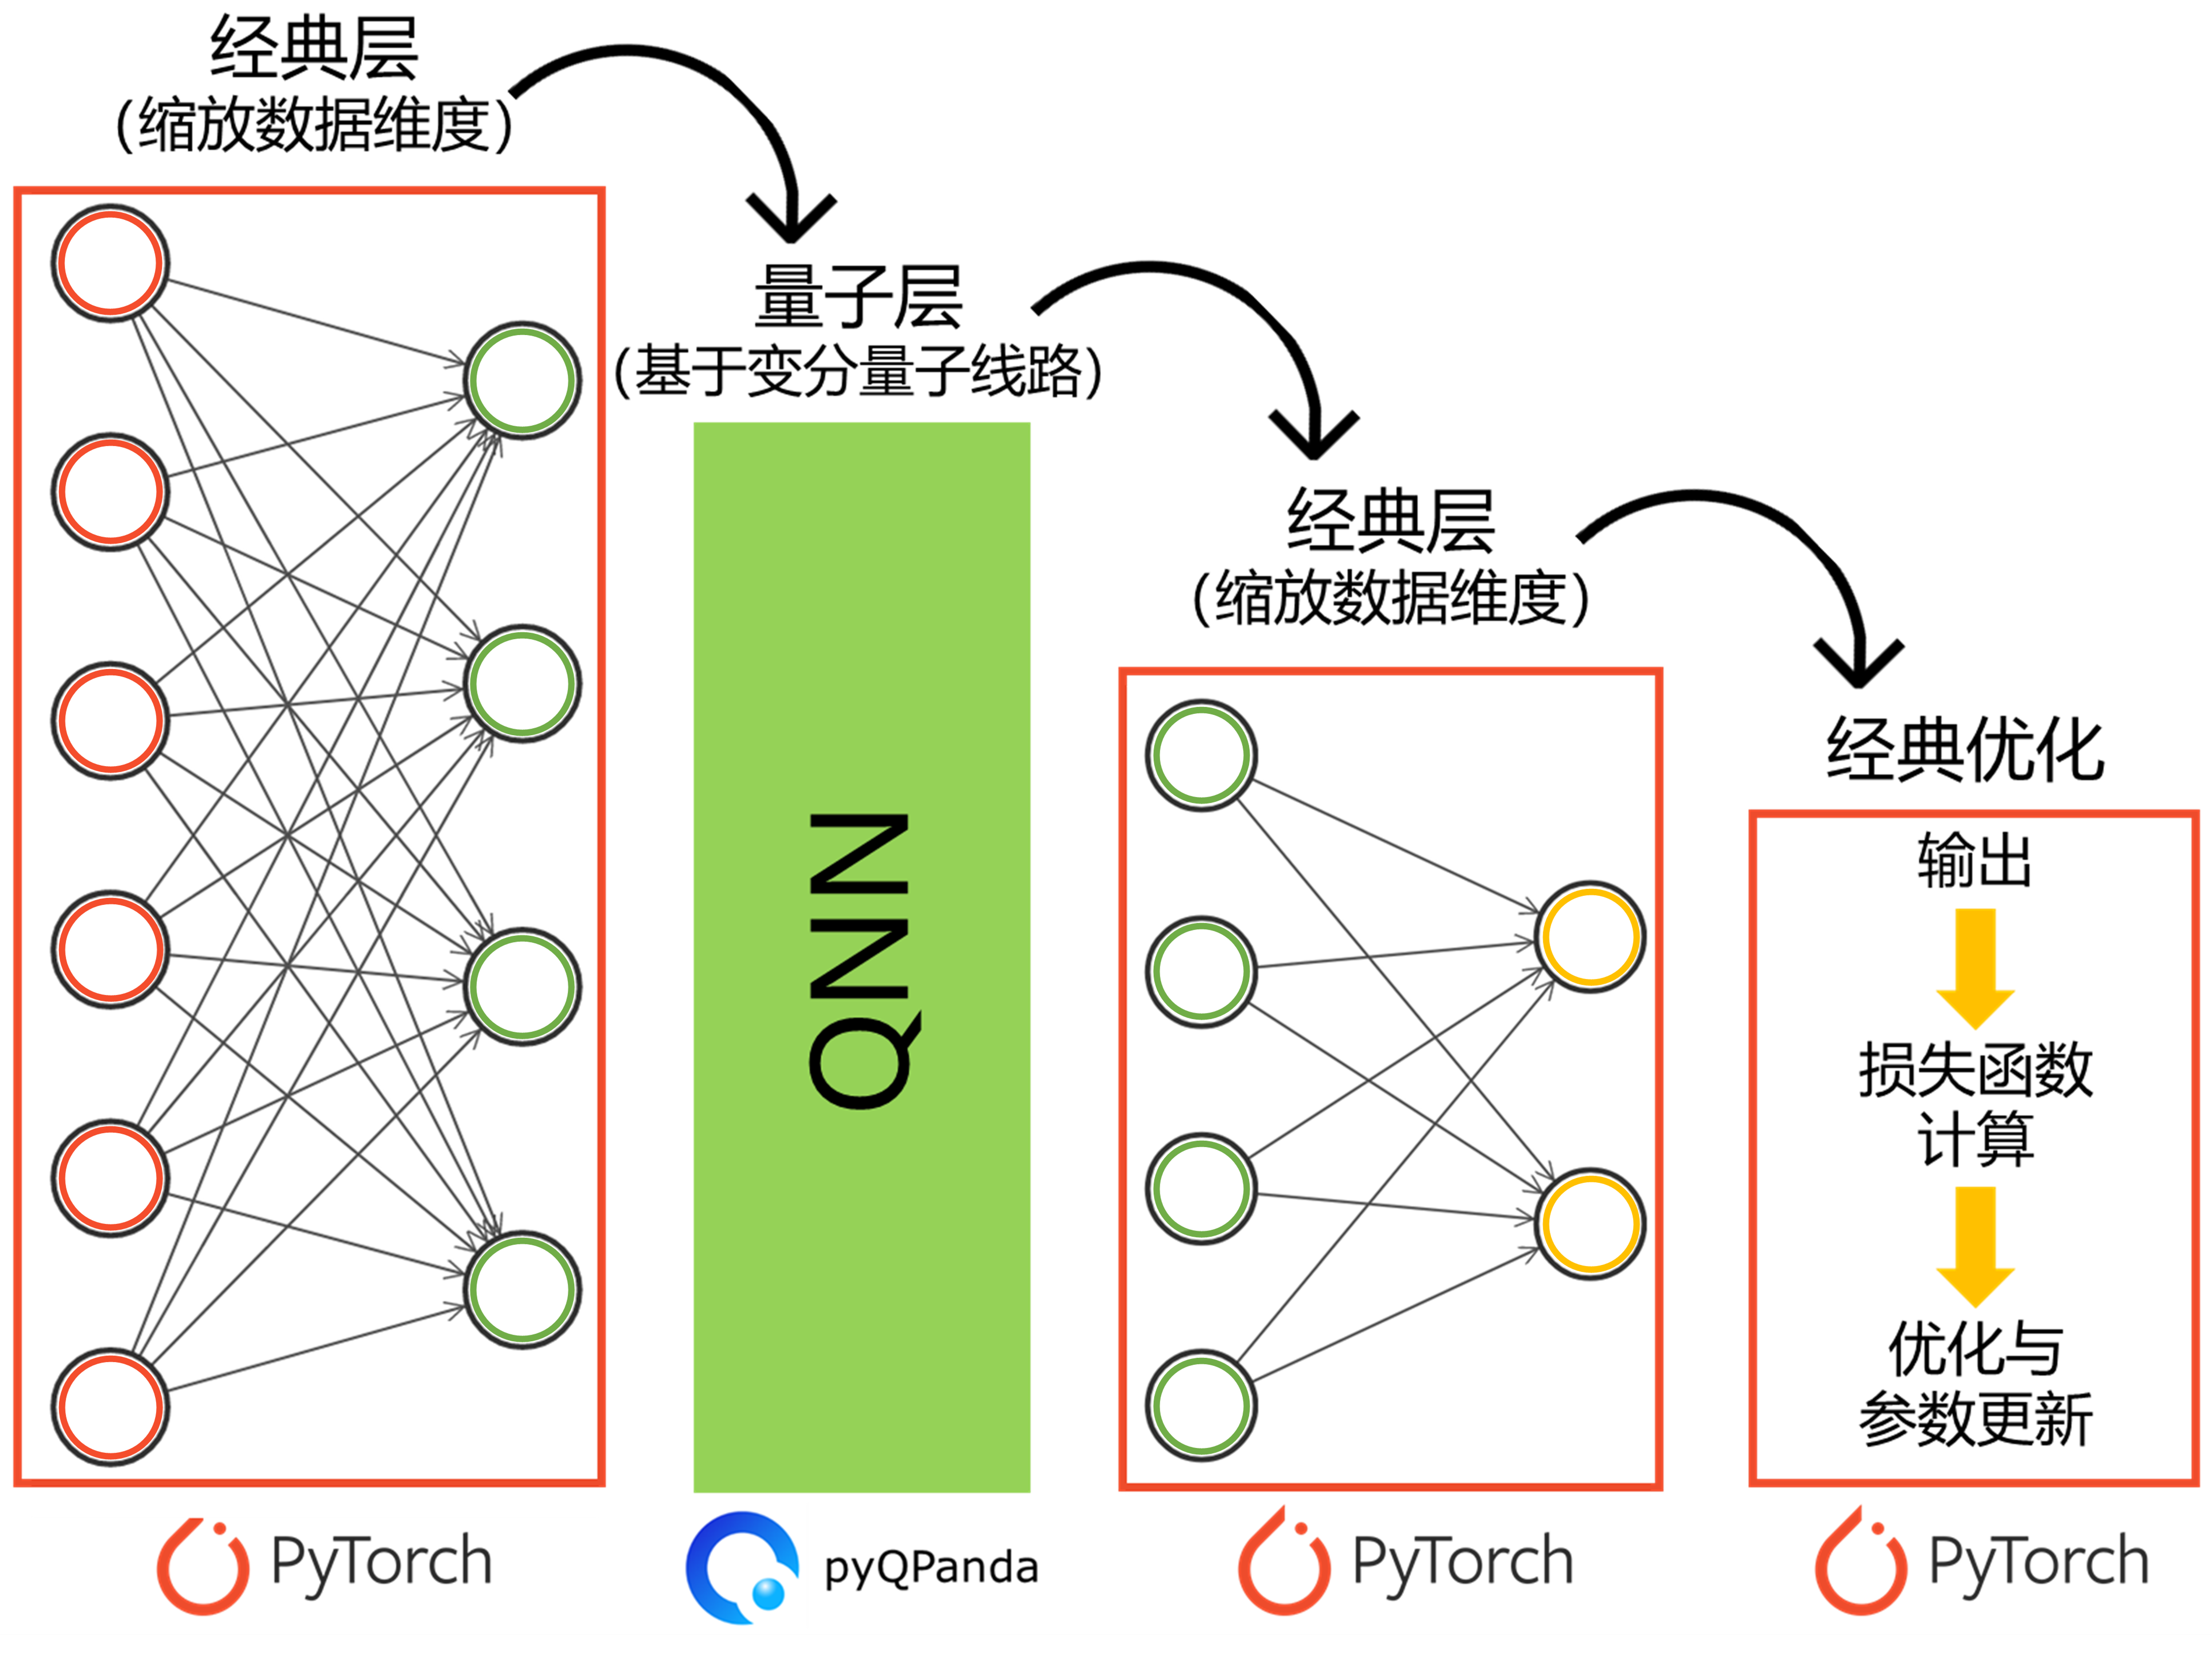 经典层
（缩放数据维度）
量子层
（基于变分量子线路）
经典层
（缩放数据维度）
经典优化
QNN
输出
损失函数
计算
优化与
参数更新
PyTorch
pyQPanda
PyTorch
PyTorch